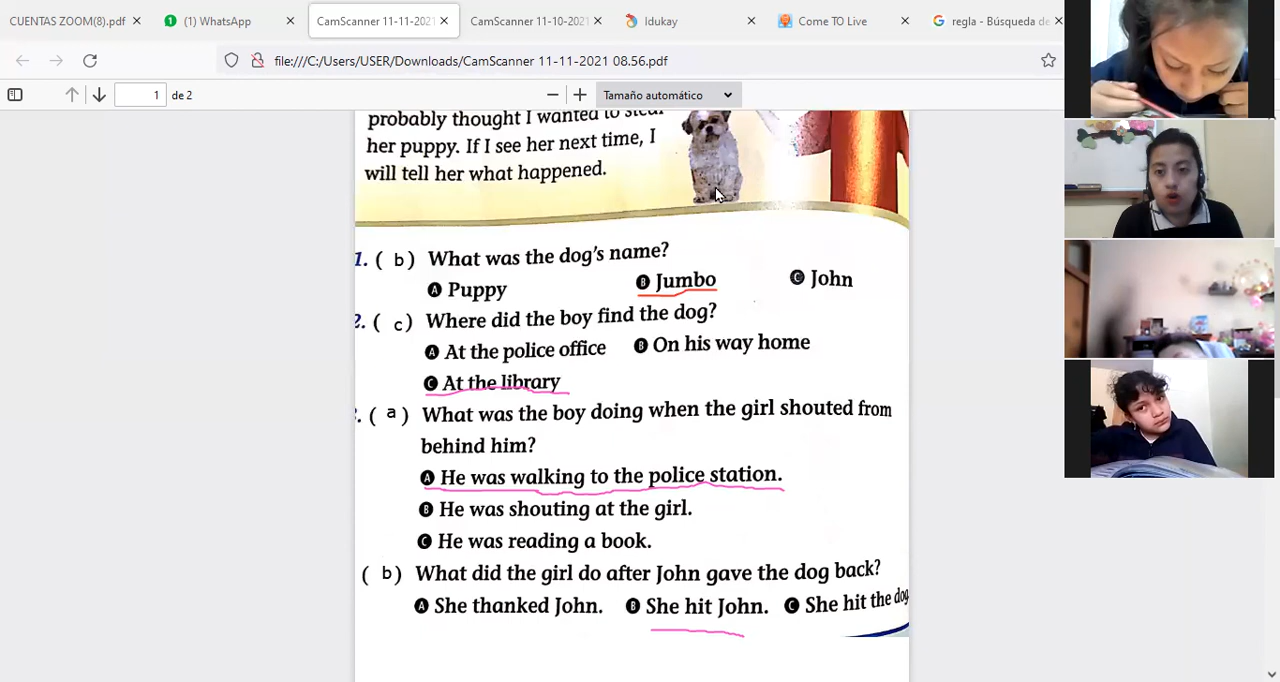 CUENTAS ZOOM(8).pdf
(1) WhatsApp
CamScanner 11-11-2021
CamScanner 11-10-2021
Idukay
Come TO Live
regla - Búsqueda de
file:///C:/Users/USER/Downloads/CamScanner 11-11-2021 08.56.pdf
1 de 2
Tamaño automático
probably thought I wanted to steal
her puppy. If I see her next time, I
will tell her what happened.
1. ( b ) What was the dog's name?
A Puppy B Jumbo C John
2. ( c ) Where did the boy find the dog?
A At the police office B On his way home
C At the library
. ( a ) What was the boy doing when the girl shouted from
behind him?
A He was walking to the police station.
B He was shouting at the girl.
C He was reading a book.
( b ) What did the girl do after John gave the dog back?
A She thanked John. B She hit John. C She hit the dog